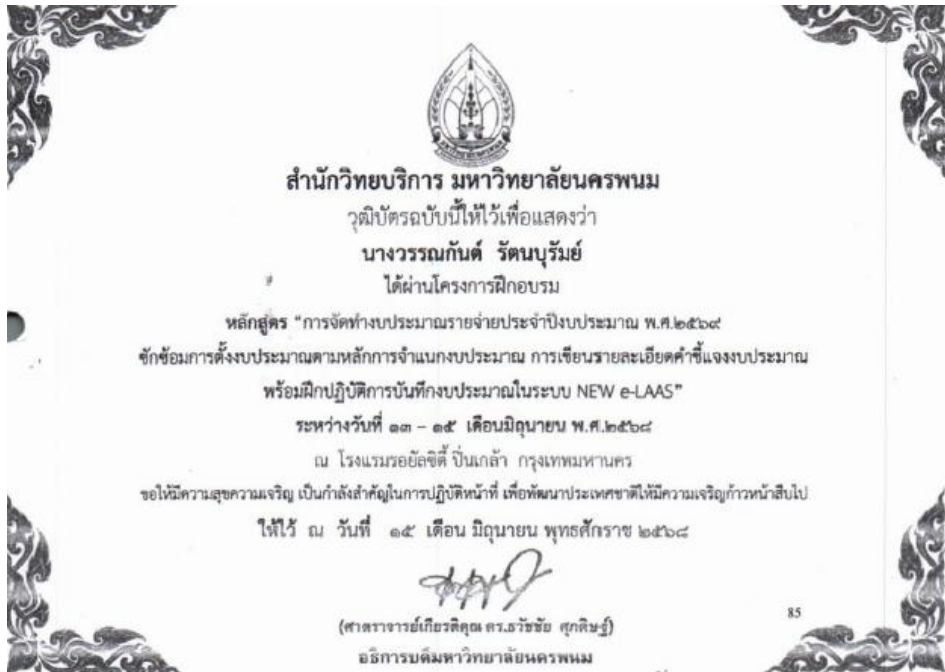 สำนักวิทยบริการ มหาวิทยาลัยนครพนม
วุฒิบัตรฉบับนี้ให้ไว้เพื่อแสดงว่า
นางวรรณกันต์ รัตนบุรัมย์
ได้ผ่านโครงการฝึกอบรม
หลักสูตร "การจัดทำงบประมาณรายจ่ายประจำปีงบประมาณ พ.ศ.๒๕๖๙
ซักซ้อมการตั้งงบประมาณตามหลักการจำแนกงบประมาณ การเขียนรายละเอียดคำชี้แจงงบประมาณ
พร้อมฝึกปฏิบัติการบันทึกงบประมาณในระบบ NEW e-LAAS"
ระหว่างวันที่ ๑๓ – ๑๕ เดือนมิถุนายน พ.ศ.๒๕๖๘
ณ โรงแรมรอยัลซิตี้ ปิ่นเกล้า กรุงเทพมหานคร
ขอให้มีความสุขความเจริญ เป็นกำลังสำคัญในการปฏิบัติหน้าที่ เพื่อพัฒนาประเทศชาติให้มีความเจริญก้าวหน้าสืบไป
ให้ไว้ ณ วันที่ ๑๕ เดือน มิถุนายน พุทธศักราช ๒๕๖๘
(ศาตราจารย์เกียรติคุณ ดร.ธวัชชัย ศุภดิษฐ์)
85
อธิการบดีมหาวิทยาลัยนครพนม